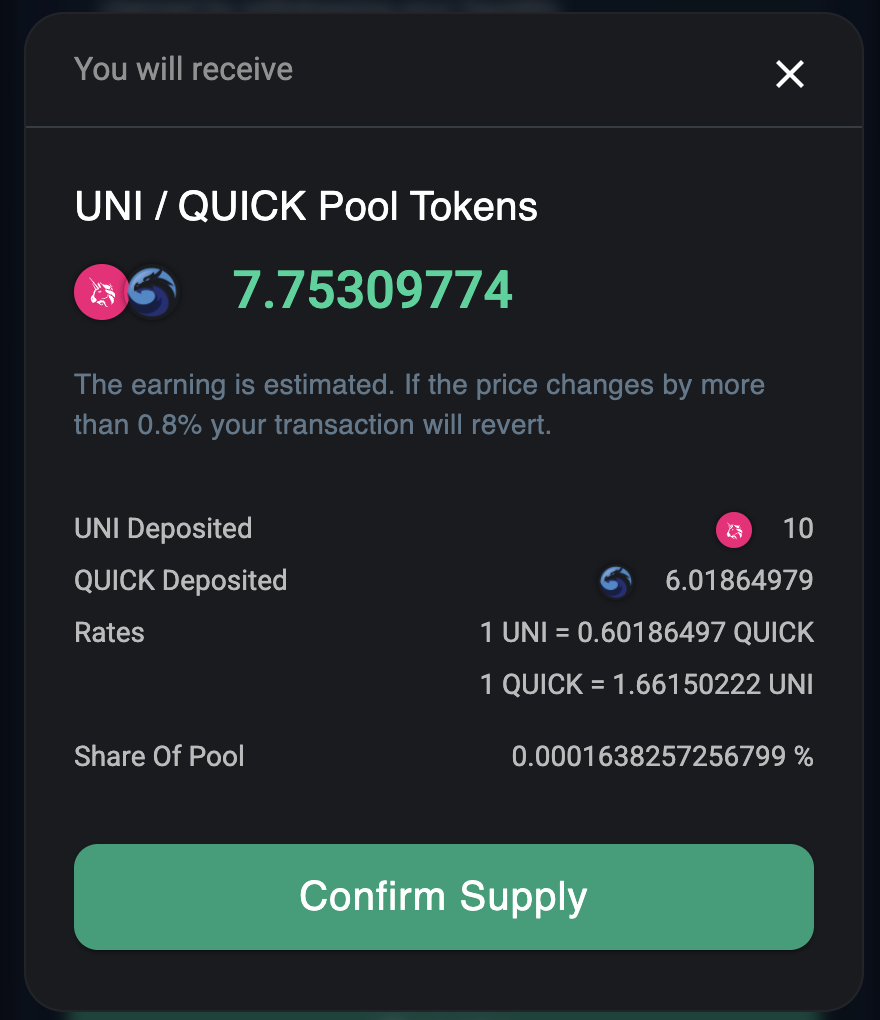 You will receive
UNI / QUICK Pool Tokens
7.75309774
The earning is estimated. If the price changes by more
than 0.8% your transaction will revert.
UNI Deposited 10
QUICK Deposited 6.01864979
Rates 1 UNI = 0.60186497 QUICK
1 QUICK = 1.66150222 UNI
Share Of Pool 0.0001638257256799 %
Confirm Supply